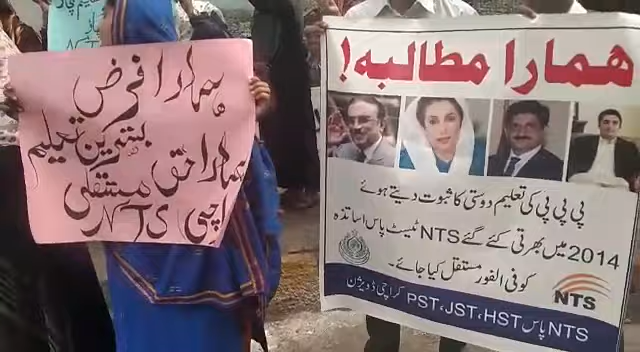 ہمارا فرض
بہترین تعلیم
ہمارا حق مستقلی
NTS کراچی
ہمارا مطالبہ!
پی پی پی کی تعلیم دوستی کا ثبوت دیتے ہوئے
2014 میں بھرتی کئے گئے NTS ٹیسٹ پاس اساتذہ
کو فی الفور مستقل کیا جائے۔
NTS
NTS پاس PST,JST,HST کراچی ڈویژن